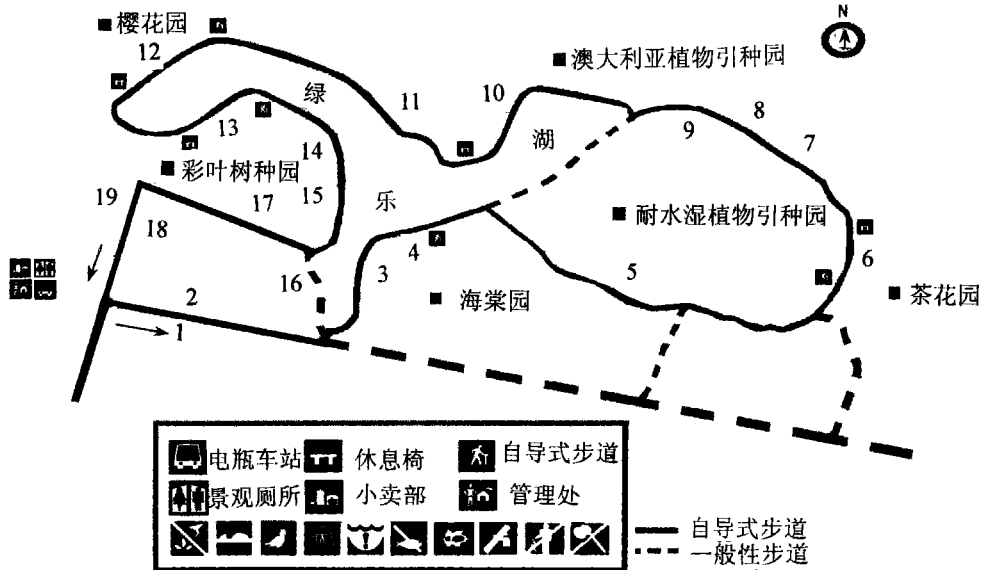 N
樱花园
12
澳大利亚植物引种园
绿
11
10
湖
9
8
7
13
14
彩叶树种园
15
17
乐
19
18
耐水湿植物引种园
6
16
3
4
5
海棠园
茶花园
2
1
电瓶车站 休息椅 自导式步道
景观厕所 小卖部 管理处
自导式步道
一般性步道